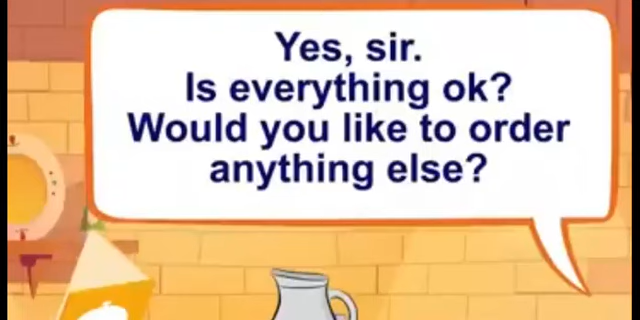 Yes, sir.
Is everything ok?
Would you like to order
anything else?